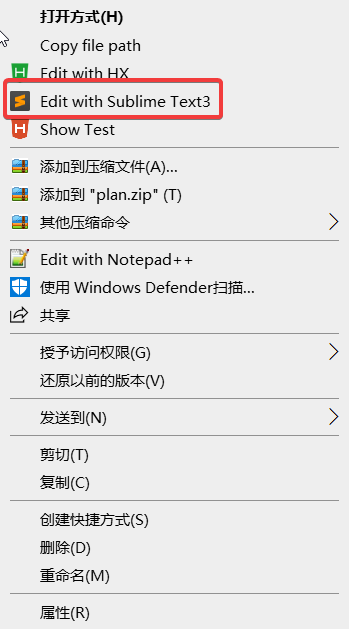 打开方式(H)
Copy file path
Edit with HX
Edit with Sublime Text3
Show Test
添加到压缩文件(A)...
添加到 "plan.zip" (T)
其他压缩命令
Edit with Notepad++
使用 Windows Defender扫描...
共享
授予访问权限(G)
还原以前的版本(V)
发送到(N)
剪切(T)
复制(C)
创建快捷方式(S)
删除(D)
重命名(M)
属性(R)